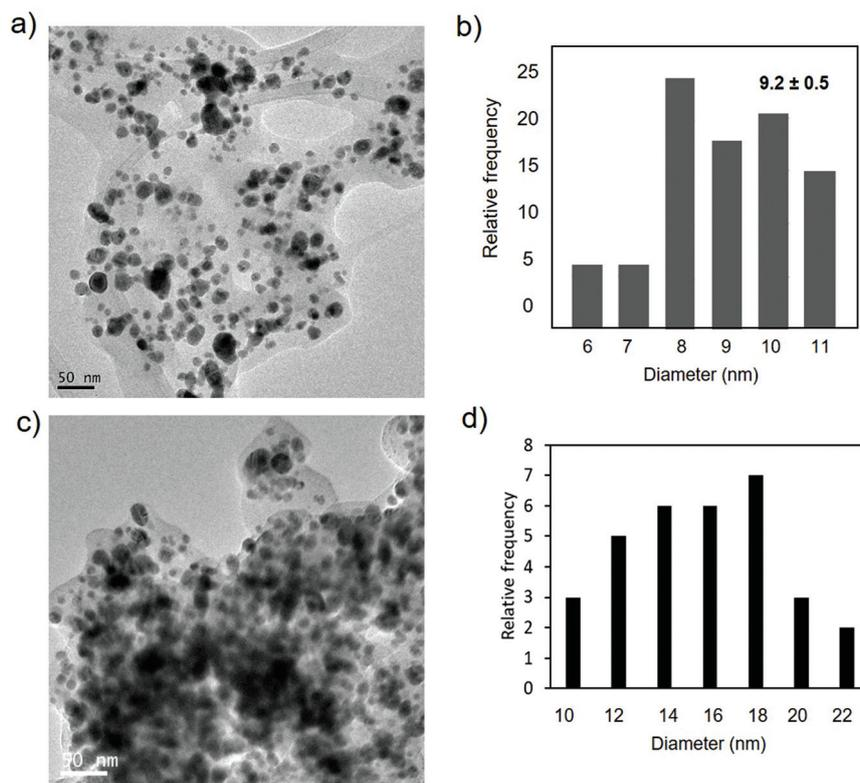 a)
50 nm
b)
9.2 ± 0.5
Relative frequency
25
20
15
10
5
0
6 7 8 9 10 11
Diameter (nm)
c)
50 nm
d)
Relative frequency
8
7
6
5
4
3
2
1
0
10 12 14 16 18 20 22
Diameter (nm)